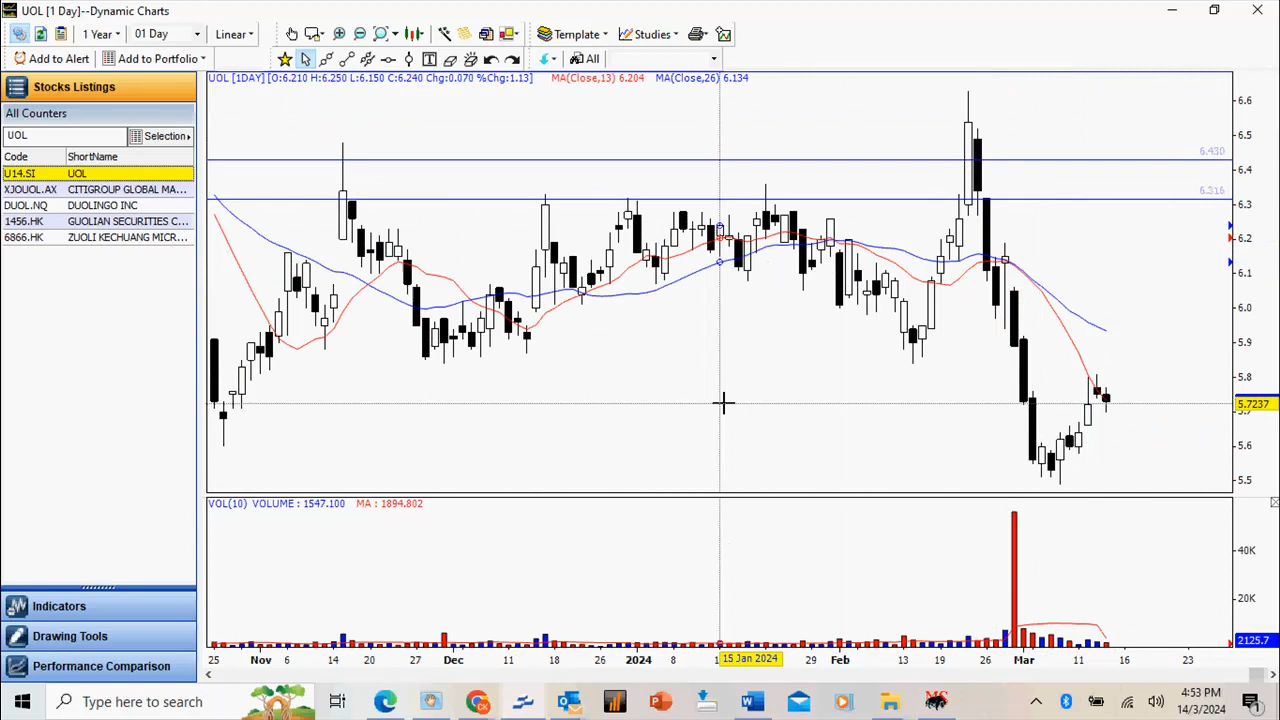 UOL [1 Day]--Dynamic Charts
1 Year
01 Day
Linear
Template
Studies
Add to Alert
Add to Portfolio
All
Stocks Listings
All Counters
UOL
Selection
Code ShortName
U14.SI UOL
XJOUOL.AX CITIGROUP GLOBAL MA...
DUOL.NQ DUOLINGO INC
1456.HK GUOLIAN SECURITIES C...
6866.HK ZUOLI KECHUANG MICR...
Indicators
Drawing Tools
Performance Comparison
UOL [1DAY] [O:6.210 H:6.250 L:6.150 C:6.240 Chg:0.070 %Chg:1.13] MA(Close,13) 6.204 MA(Close,26) 6.134
6.6
6.5
6.430
6.4
6.316
6.3
6.2
6.1
6.0
5.9
5.8
5.7237
5.6
5.5
VOL(10) VOLUME : 1547.100 MA : 1894.802
40K
20K
2125.7
25 Nov 6 14 20 27 Dec 11 18 26 2024 8 15 Jan 2024 29 Feb 13 19 26 Mar 11 16 23
Type here to search
4:53 PM
14/3/2024